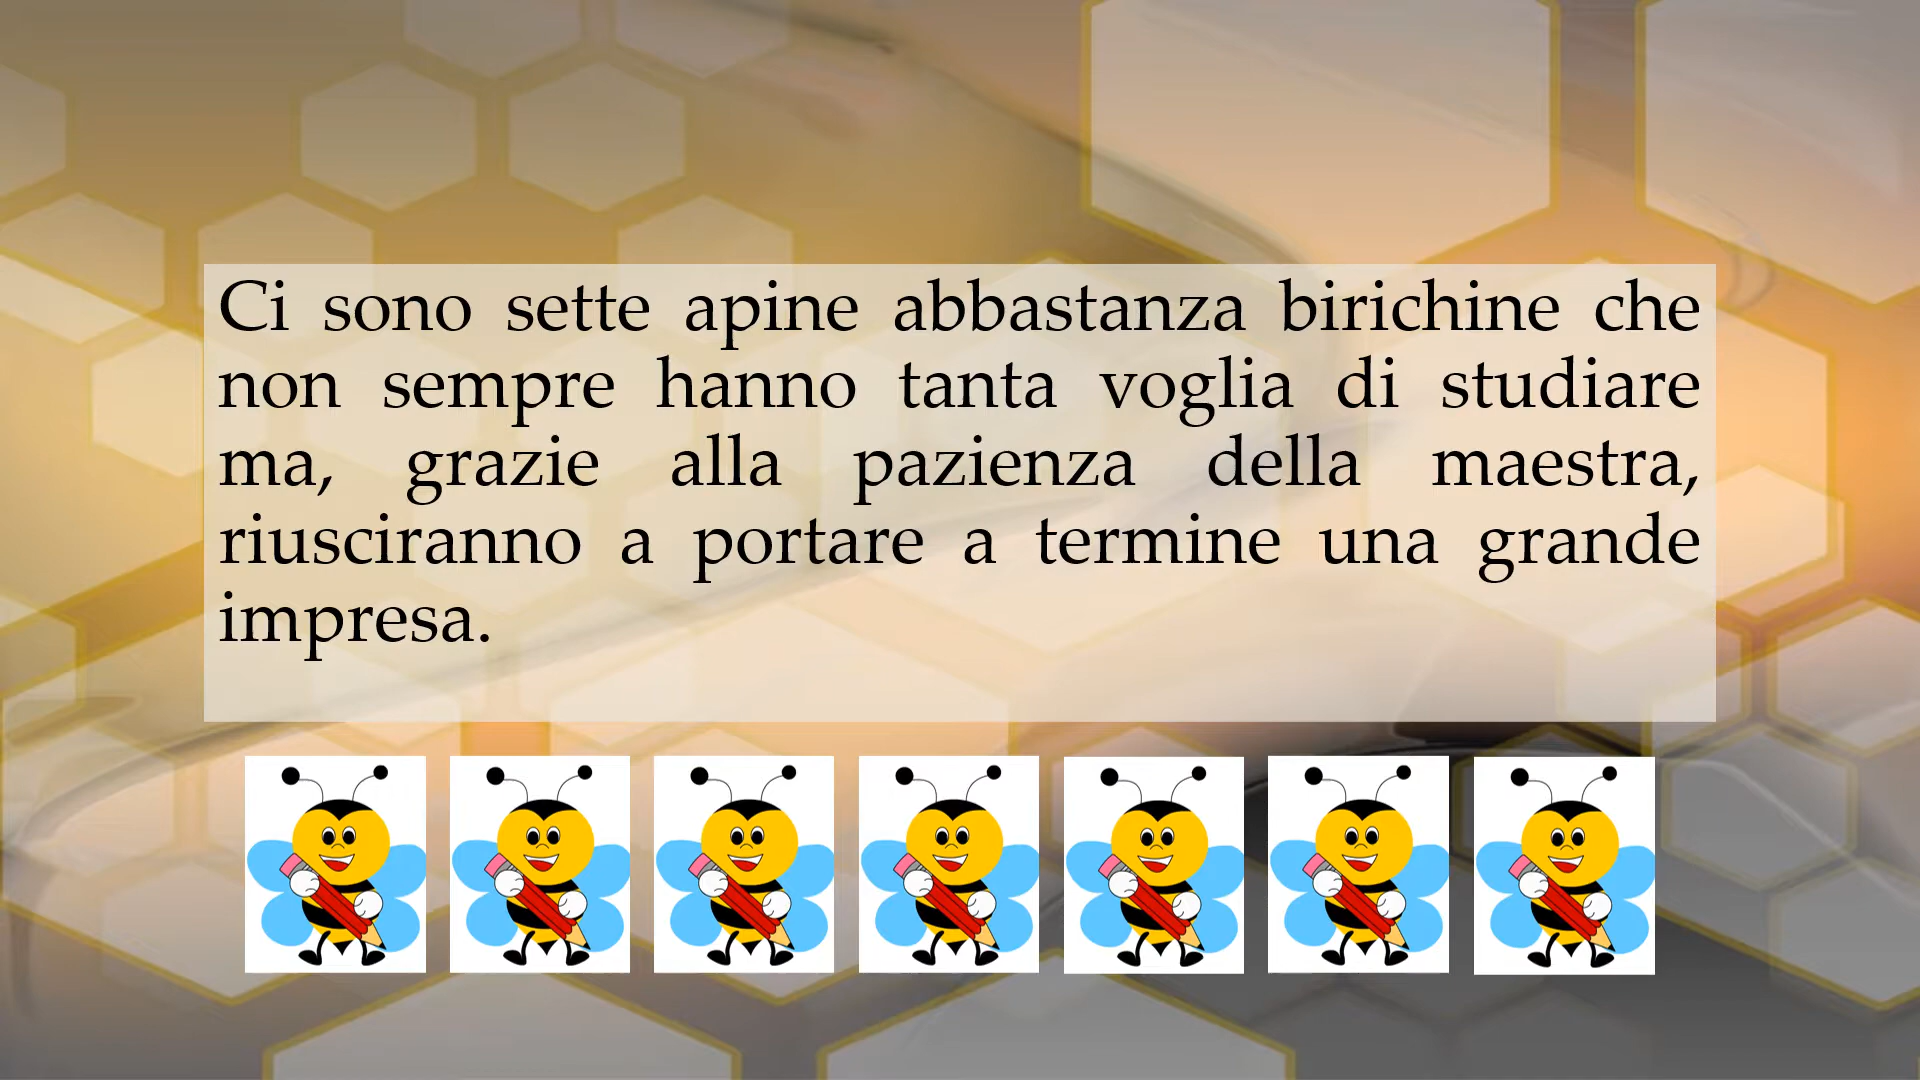 Ci sono sette apine abbastanza birichine che
non sempre hanno tanta voglia di studiare
ma, grazie alla pazienza della maestra,
riusciranno a portare a termine una grande
impresa.